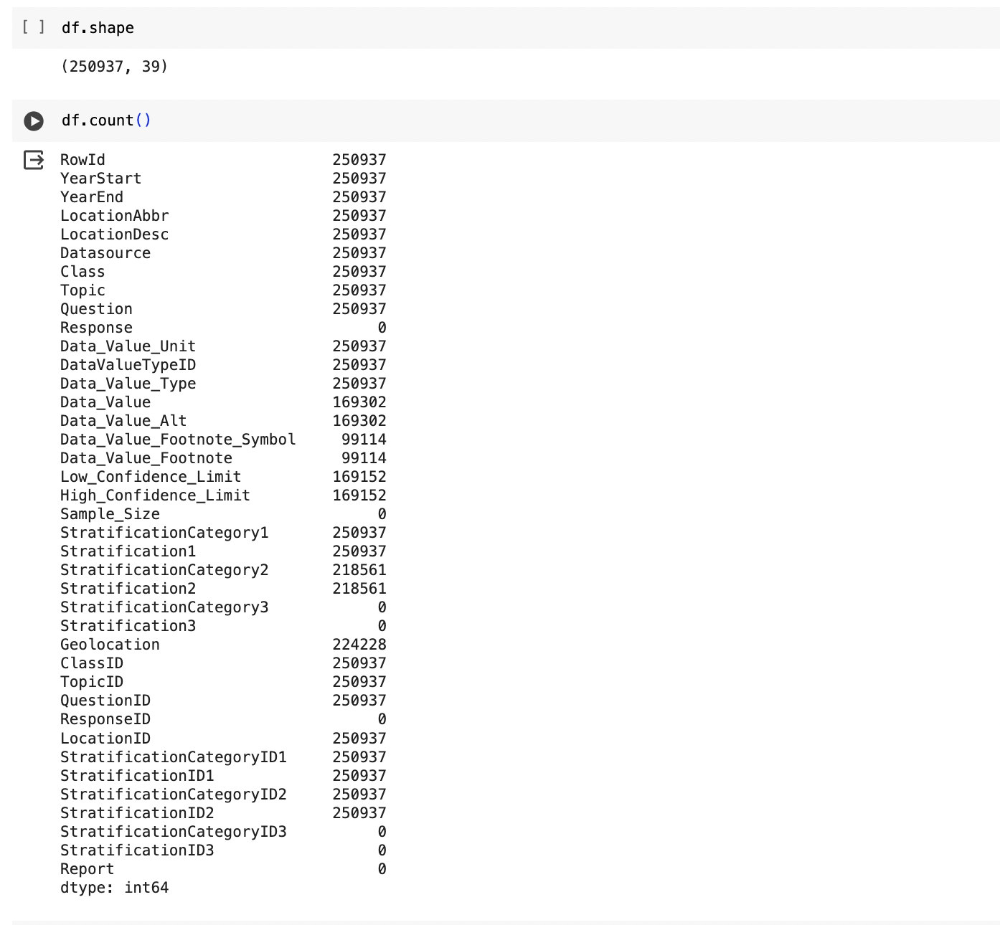 [ ] df.shape
(250937, 39)
df.count()
RowId 250937
YearStart 250937
YearEnd 250937
LocationAbbr 250937
LocationDesc 250937
Datasource 250937
Class 250937
Topic 250937
Question 250937
Response 0
Data_Value_Unit 250937
DataValueTypeID 250937
Data_Value_Type 250937
Data_Value 169302
Data_Value_Alt 169302
Data_Value_Footnote_Symbol 99114
Data_Value_Footnote 99114
Low_Confidence_Limit 169152
High_Confidence_Limit 169152
Sample_Size 0
StratificationCategory1 250937
Stratification1 250937
StratificationCategory2 218561
Stratification2 218561
StratificationCategory3 0
Stratification3 0
Geolocation 224228
ClassID 250937
TopicID 250937
QuestionID 250937
ResponseID 0
LocationID 250937
StratificationCategoryID1 250937
StratificationID1 250937
StratificationCategoryID2 250937
StratificationID2 250937
StratificationCategoryID3 0
StratificationID3 0
Report 0
dtype: int64